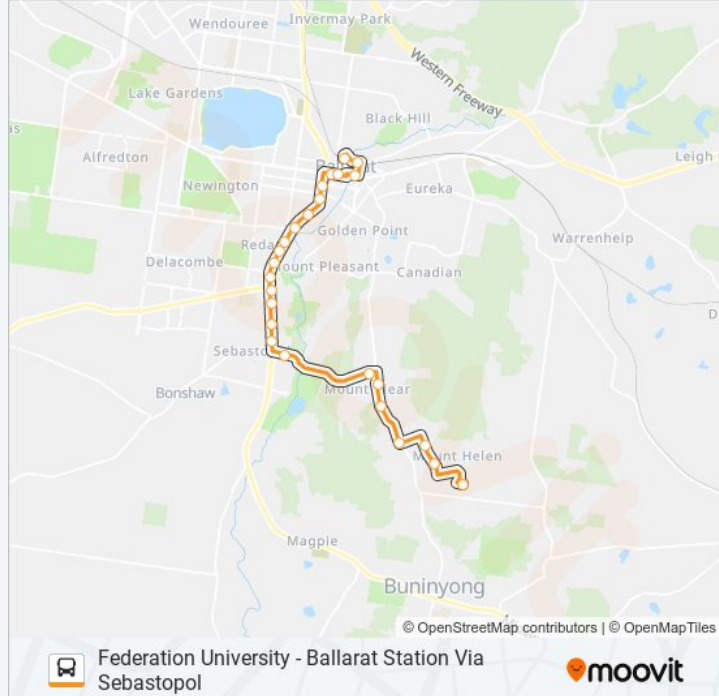 Wendouree
Invermay Park
Western Freeway
Lake Gardens
Black Hill
Alfredton
Leigh
Newington
Eureka
Golden Point
Warrenheip
Delacombe
Mount Pleasant
Canadian
Bonshaw
Mount Helen
Magpie
Buninyong
© OpenStreetMap contributors | © OpenMapTiles
Federation University - Ballarat Station Via
Sebastopol
moovit